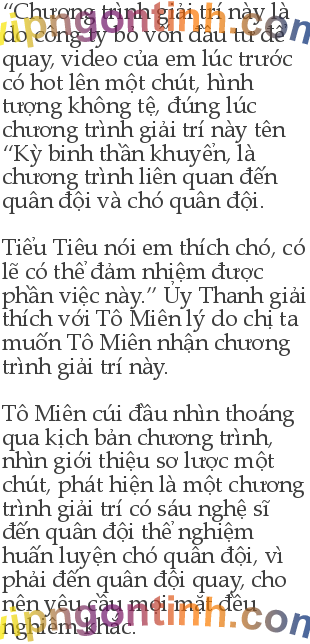 “Chương trình giải trí này là
do công ty bỏ vốn đầu tư để
quay, video của em lúc trước
có hot lên một chút, hình
tượng không tệ, đúng lúc
chương trình giải trí này tên
“Kỳ binh thần khuyển, là
chương trình liên quan đến
quân đội và chó quân đội.
Tiểu Tiêu nói em thích chó, có
lẽ có thể đảm nhiệm được
phần việc này.” Ủy Thanh giải
thích với Tô Miên lý do chị ta
muốn Tô Miên nhận chương
trình giải trí này.
Tô Miên cúi đầu nhìn thoáng
qua kịch bản chương trình,
nhìn giới thiệu sơ lược một
chút, phát hiện là một chương
trình giải trí có sáu nghệ sĩ
đến quân đội thể nghiệm
huấn luyện chó quân đội, vì
phải đến quân đội quay, cho
nên yêu cầu mọi mặt đều
nghiêm khắc.